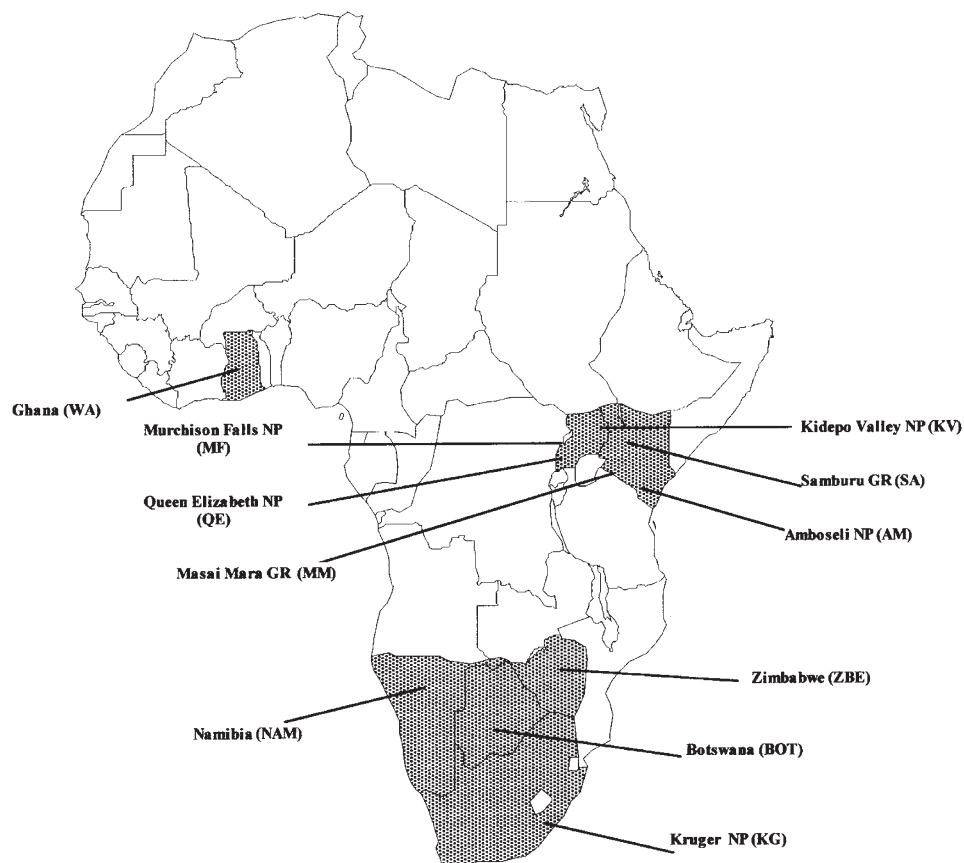 Ghana (WA)
Murchison Falls NP
(MF)
Kidepo Valley NP (KV)
Samburu GR (SA)
Queen Elizabeth NP
(QE)
Amboseli NP (AM)
Masai Mara GR (MM)
Zimbabwe (ZBE)
Namibia (NAM)
Botswana (BOT)
Kruger NP (KG)